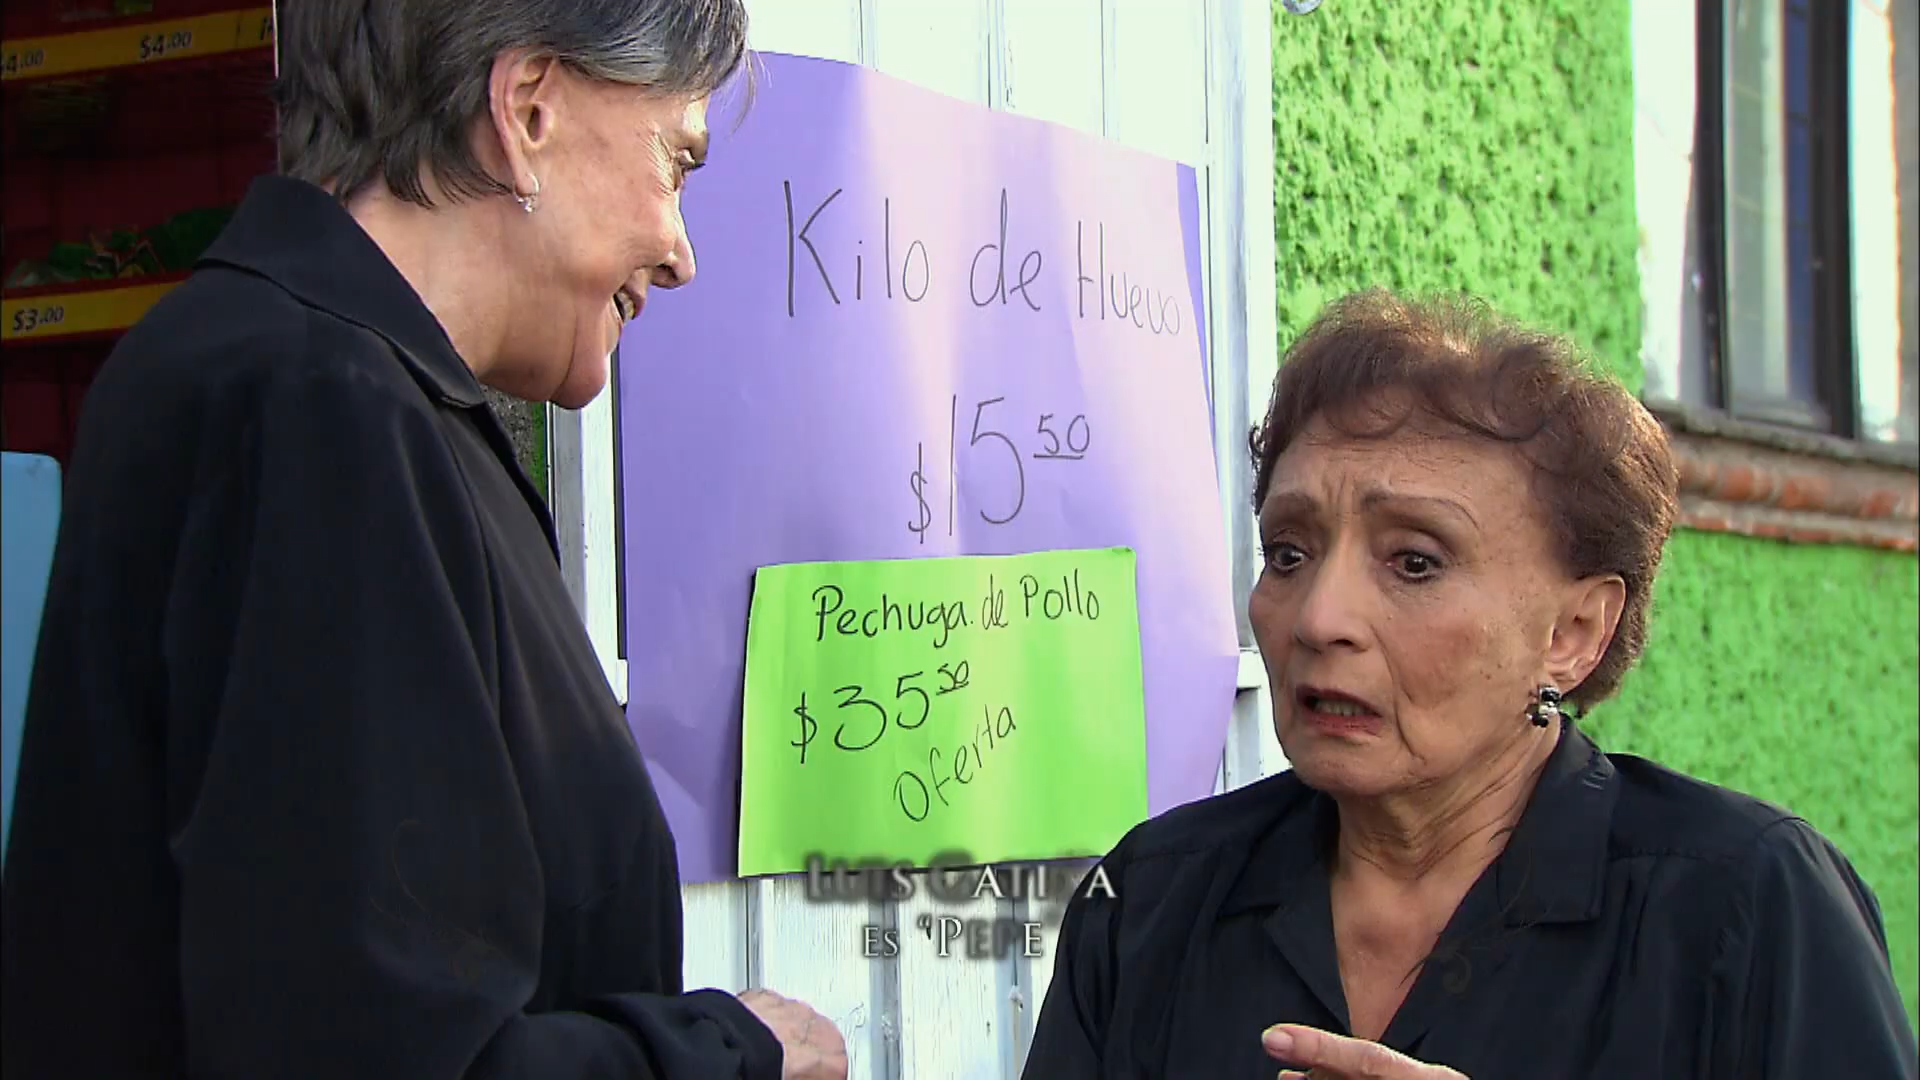 $4.00
$4.00
$3.00
Kilo de Huevo
$15 50
Pechuga de Pollo
$35 50
Oferta
Luis
Es "Pepe